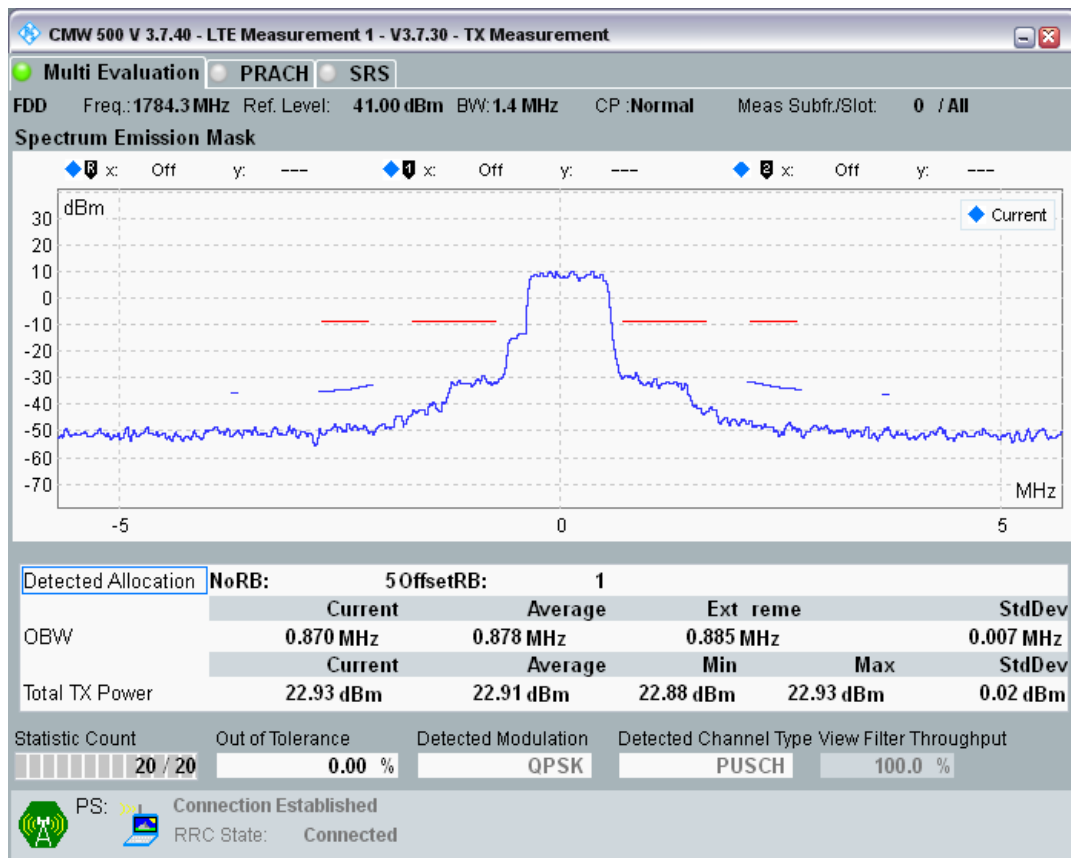 CMW 500 V 3.7.40 - LTE Measurement 1 - V3.7.30 - TX Measurement
Multi Evaluation PRACH SRS
FDD Freq.:1784.3 MHz Ref. Level: 41.00 dBm BW:1.4 MHz CP :Normal Meas Subfr./Slot: 0 / All
Spectrum Emission Mask
R x: Off y: --- 1 x: Off y: --- 2 x: Off y: ---
dBm
Current
30
20
10
0
-10
-20
-30
-40
-50
-60
-70
MHz
-5 0 5
Detected Allocation NoRB: 5 OffsetRB: 1
Current Average Ext reme StdDev
OBW 0.870 MHz 0.878 MHz 0.885 MHz 0.007 MHz
Current Average Min Max StdDev
Total TX Power 22.93 dBm 22.91 dBm 22.88 dBm 22.93 dBm 0.02 dBm
Statistic Count Out of Tolerance Detected Modulation Detected Channel Type View Filter Throughput
20 / 20 0.00 % QPSK PUSCH 100.0 %
PS: Connection Established
RRC State: Connected